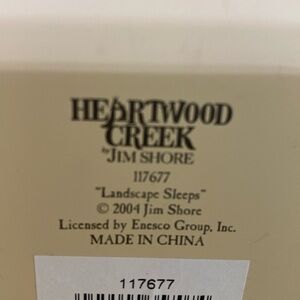 HEARTWOOD
CREEK
by JIM SHORE
117677
"Landscape Sleeps"
© 2004 Jim Shore
Licensed by Enesco Group, Inc.
MADE IN CHINA
117677